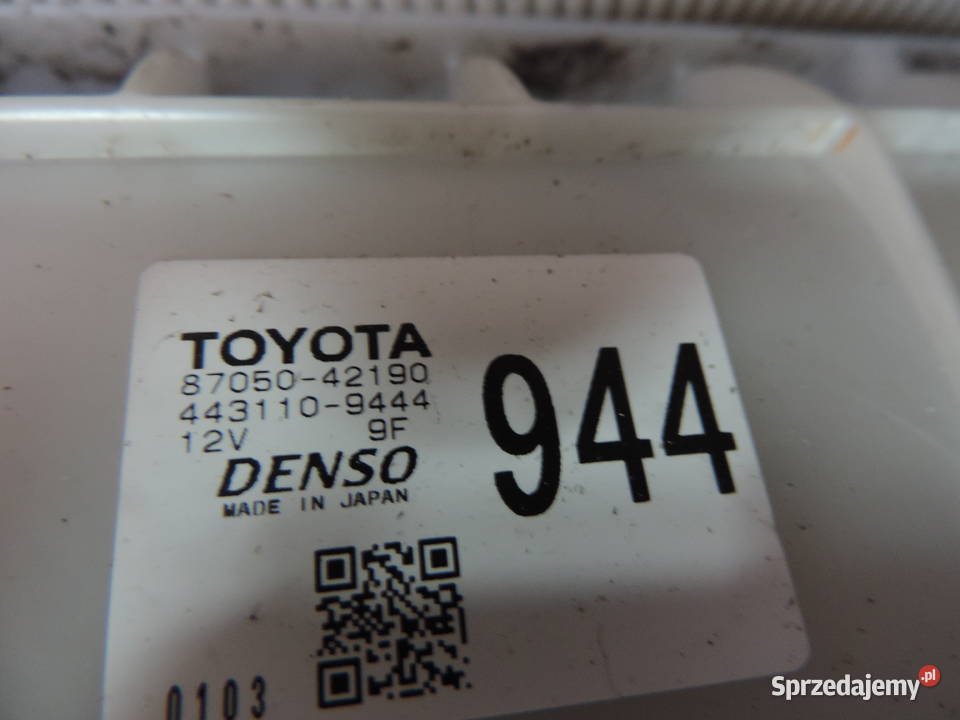 TOYOTA
87050-42190
443110-9444
12V 9F
944
DENSO
MADE IN JAPAN
0103
Sprzedajemy.pl